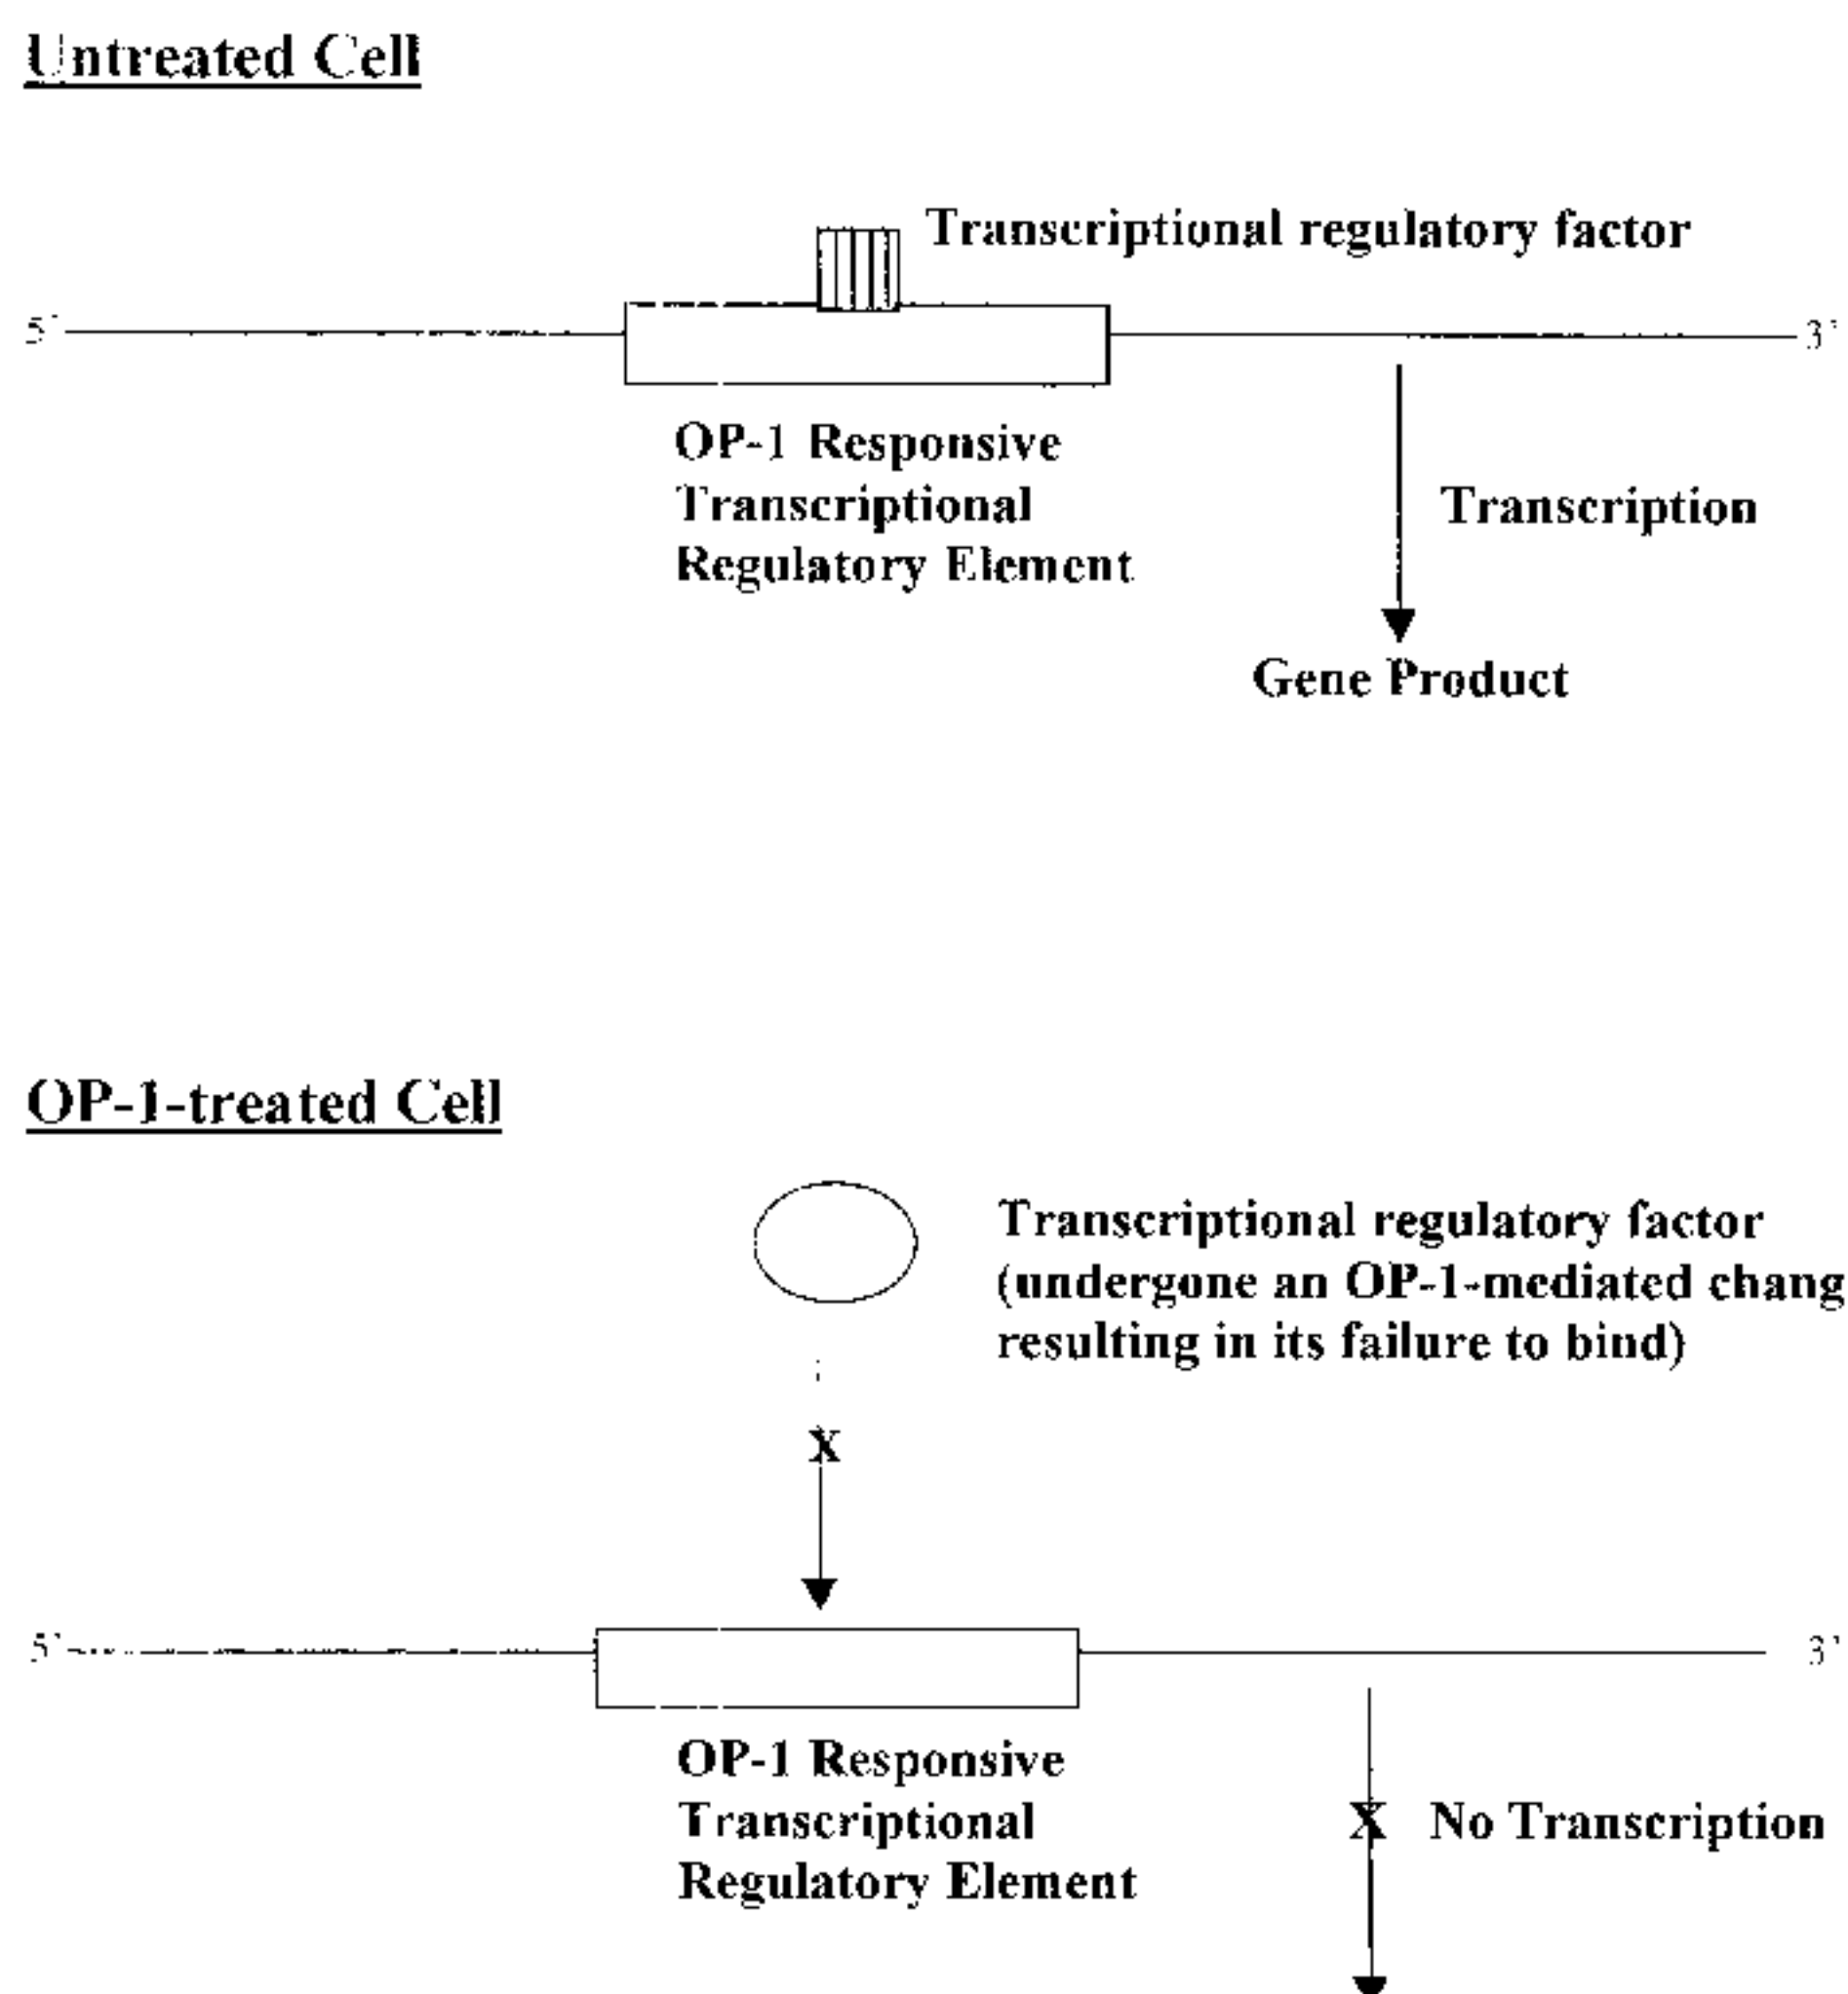 Untreated Cell
Transcriptional regulatory factor
5'
3'
OP-1 Responsive
Transcriptional
Regulatory Element
Transcription
Gene Product
OP-1-treated Cell
Transcriptional regulatory factor
(undergone an OP-1-mediated chang
resulting in its failure to bind)
X
5'
3'
OP-1 Responsive
Transcriptional
Regulatory Element
X No Transcription